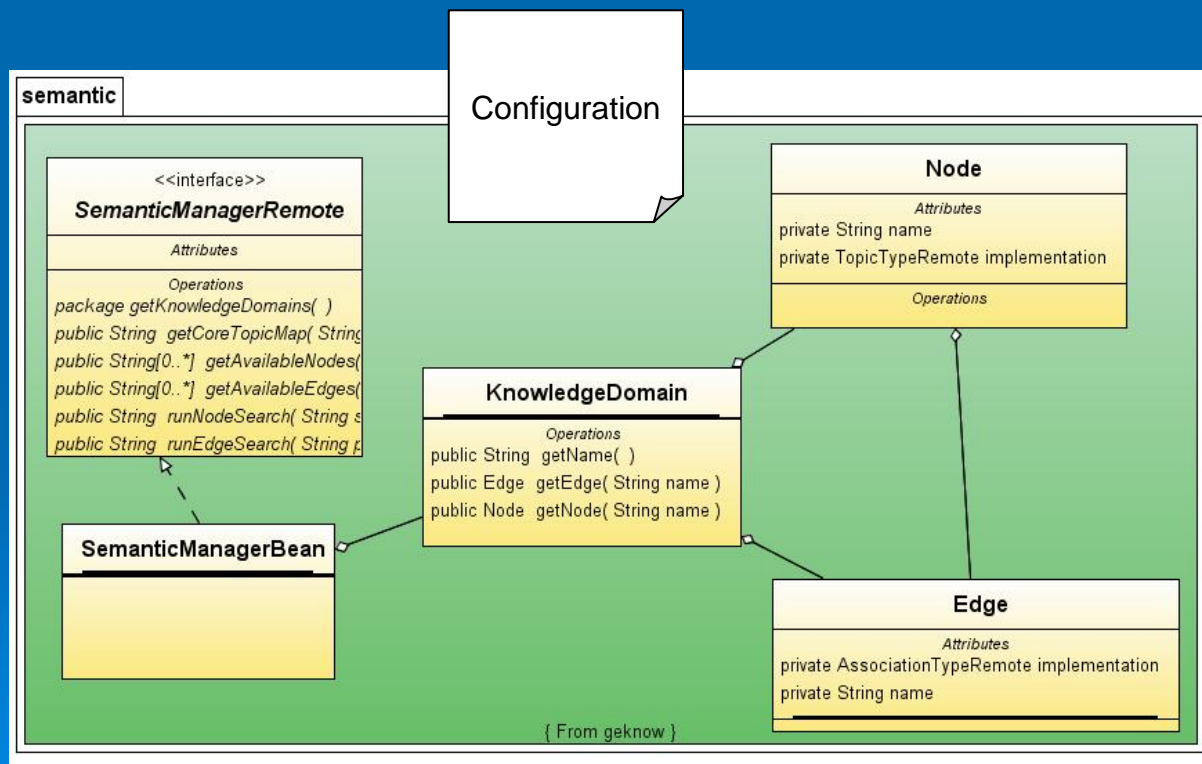 Configuration
semantic
<<interface>>
SemanticManagerRemote
Attributes
Operations
package getKnowledgeDomains( )
public String getCoreTopicMap( String
public String[0..*] getAvailableNodes(
public String[0..*] getAvailableEdges(
public String runNodeSearch( String s
public String runEdgeSearch( String p
SemanticManagerBean
KnowledgeDomain
Operations
public String getName( )
public Edge getEdge( String name )
public Node getNode( String name )
Node
Attributes
private String name
private TopicTypeRemote implementation
Operations
Edge
Attributes
private AssociationTypeRemote implementation
private String name
{ From geknow }